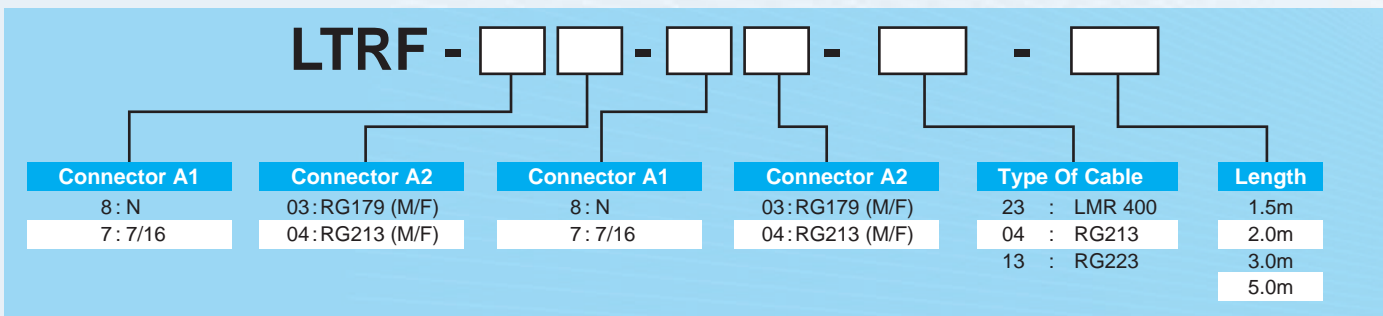 LTRF - - - -
Connector A1 Connector A2 Connector A1 Connector A2 Type Of Cable Length
8 : N 03 : RG179 (M/F) 8 : N 03 : RG179 (M/F) 23 : LMR 400 1.5m
7 : 7/16 04 : RG213 (M/F) 7 : 7/16 04 : RG213 (M/F) 04 : RG213 2.0m
13 : RG223 3.0m
5.0m